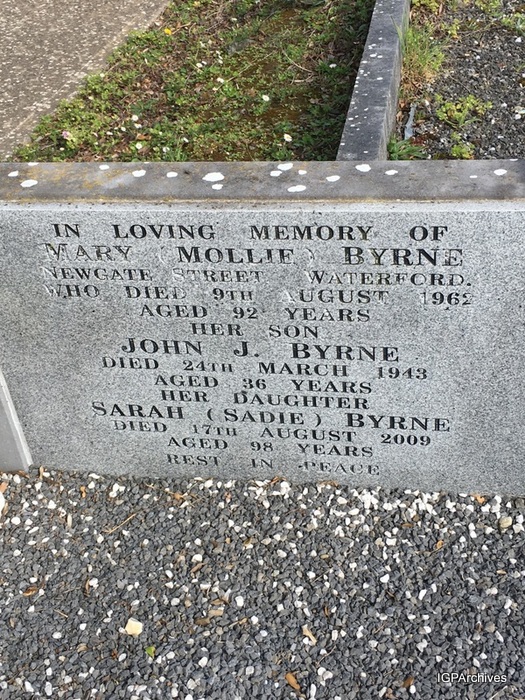 IN LOVING MEMORY OF
MARY (MOLLIE) BYRNE
NEWGATE STREET WATERFORD.
WHO DIED 9TH AUGUST 1962
AGED 92 YEARS
HER SON
JOHN J. BYRNE
DIED 24TH MARCH 1943
AGED 36 YEARS
HER DAUGHTER
SARAH (SADIE) BYRNE
DIED 17TH AUGUST 2009
AGED 98 YEARS
REST IN PEACE
IGPArchives